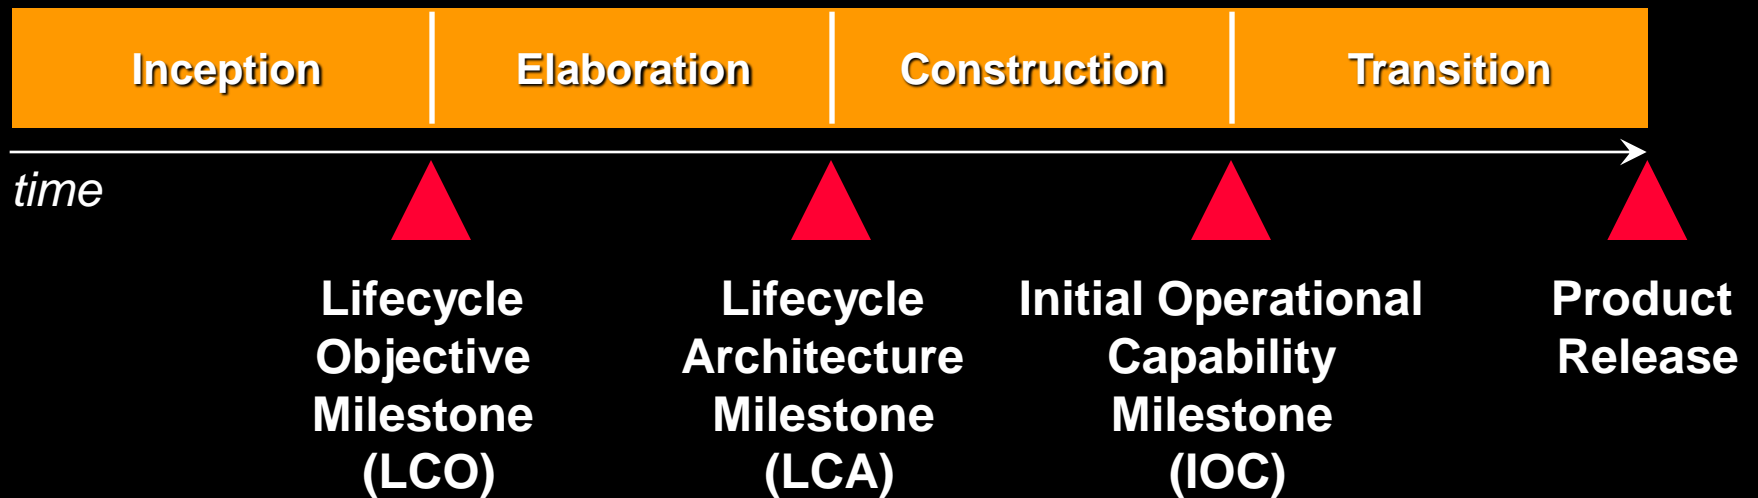 Inception
Elaboration
Construction
Transition
time
Lifecycle
Objective
Milestone
(LCO)
Lifecycle
Architecture
Milestone
(LCA)
Initial Operational
Capability
Milestone
(IOC)
Product
Release